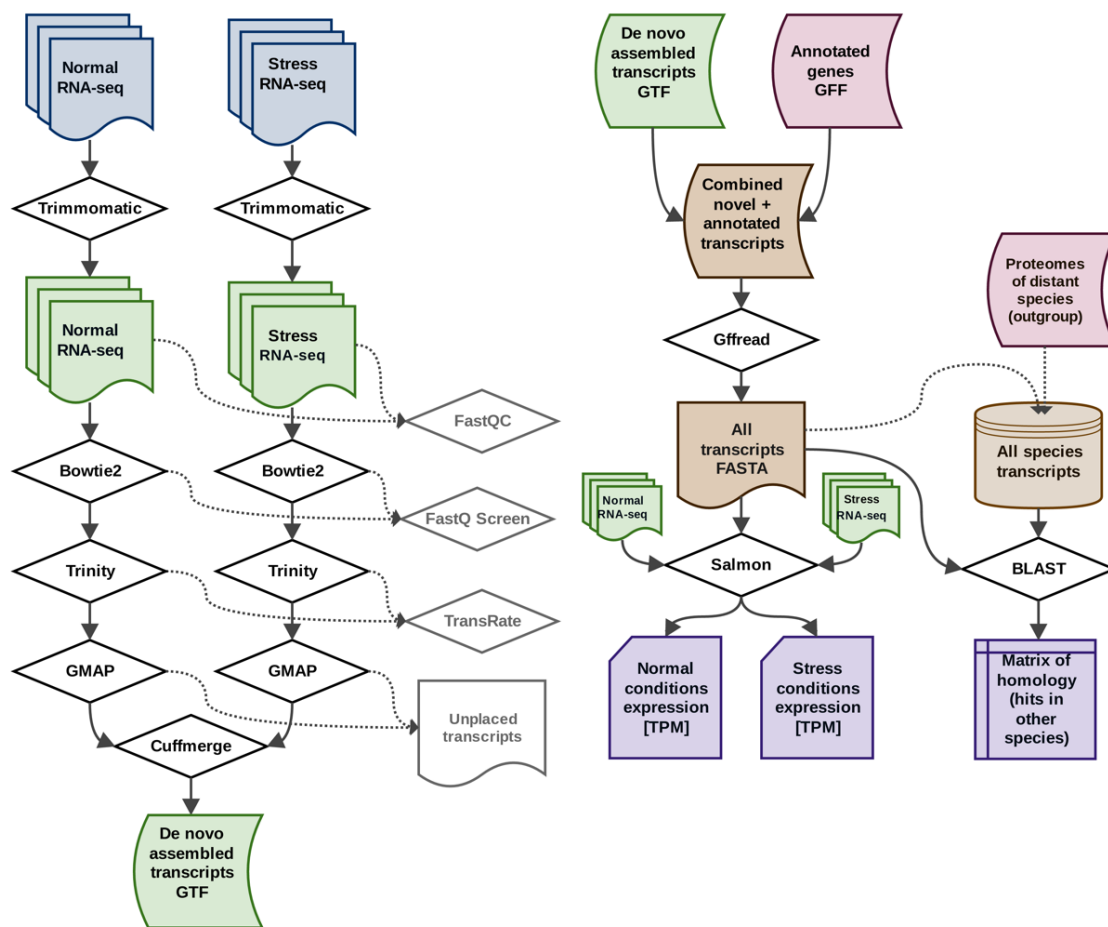 Normal
RNA-seq
Stress
RNA-seq
Trimmomatic
Trimmomatic
Normal
RNA-seq
Stress
RNA-seq
FastQC
Bowtie2
Bowtie2
FastQ Screen
Trinity
Trinity
TransRate
GMAP
GMAP
Unplaced
transcripts
Cuffmerge
De novo
assembled
transcripts
GTF
De novo
assembled
transcripts
GTF
Annotated
genes
GFF
Combined
novel +
annotated
transcripts
Proteomes
of distant
species
(outgroup)
Gffread
All
transcripts
FASTA
All species
transcripts
Normal
RNA-seq
Stress
RNA-seq
Salmon
BLAST
Normal
conditions
expression
[TPM]
Stress
conditions
expression
[TPM]
Matrix of
homology
(hits in
other
species)